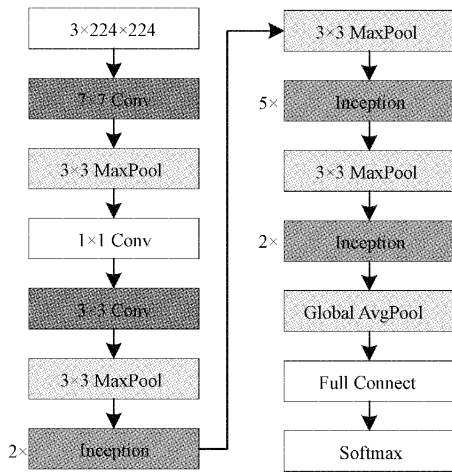 3×224×224
7×7 Conv
3×3 MaxPool
1×1 Conv
3×3 Conv
3×3 MaxPool
2× Inception
3×3 MaxPool
5× Inception
3×3 MaxPool
2× Inception
Global AvgPool
Full Connect
Softmax